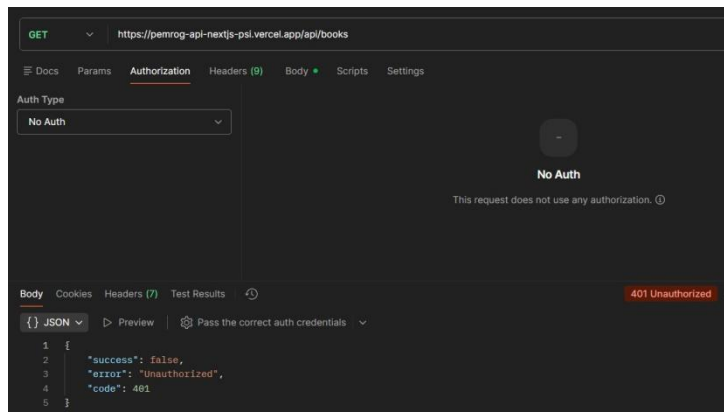 GET https://pemrog-api-nextjs-psi.vercel.app/api/books
Docs Params Authorization Headers (9) Body Scripts Settings
Auth Type
No Auth
No Auth
This request does not use any authorization.
Body Cookies Headers (7) Test Results
401 Unauthorized
{} JSON Preview Pass the correct auth credentials
1 {
2 "success": false,
3 "error": "Unauthorized",
4 "code": 401
5 }